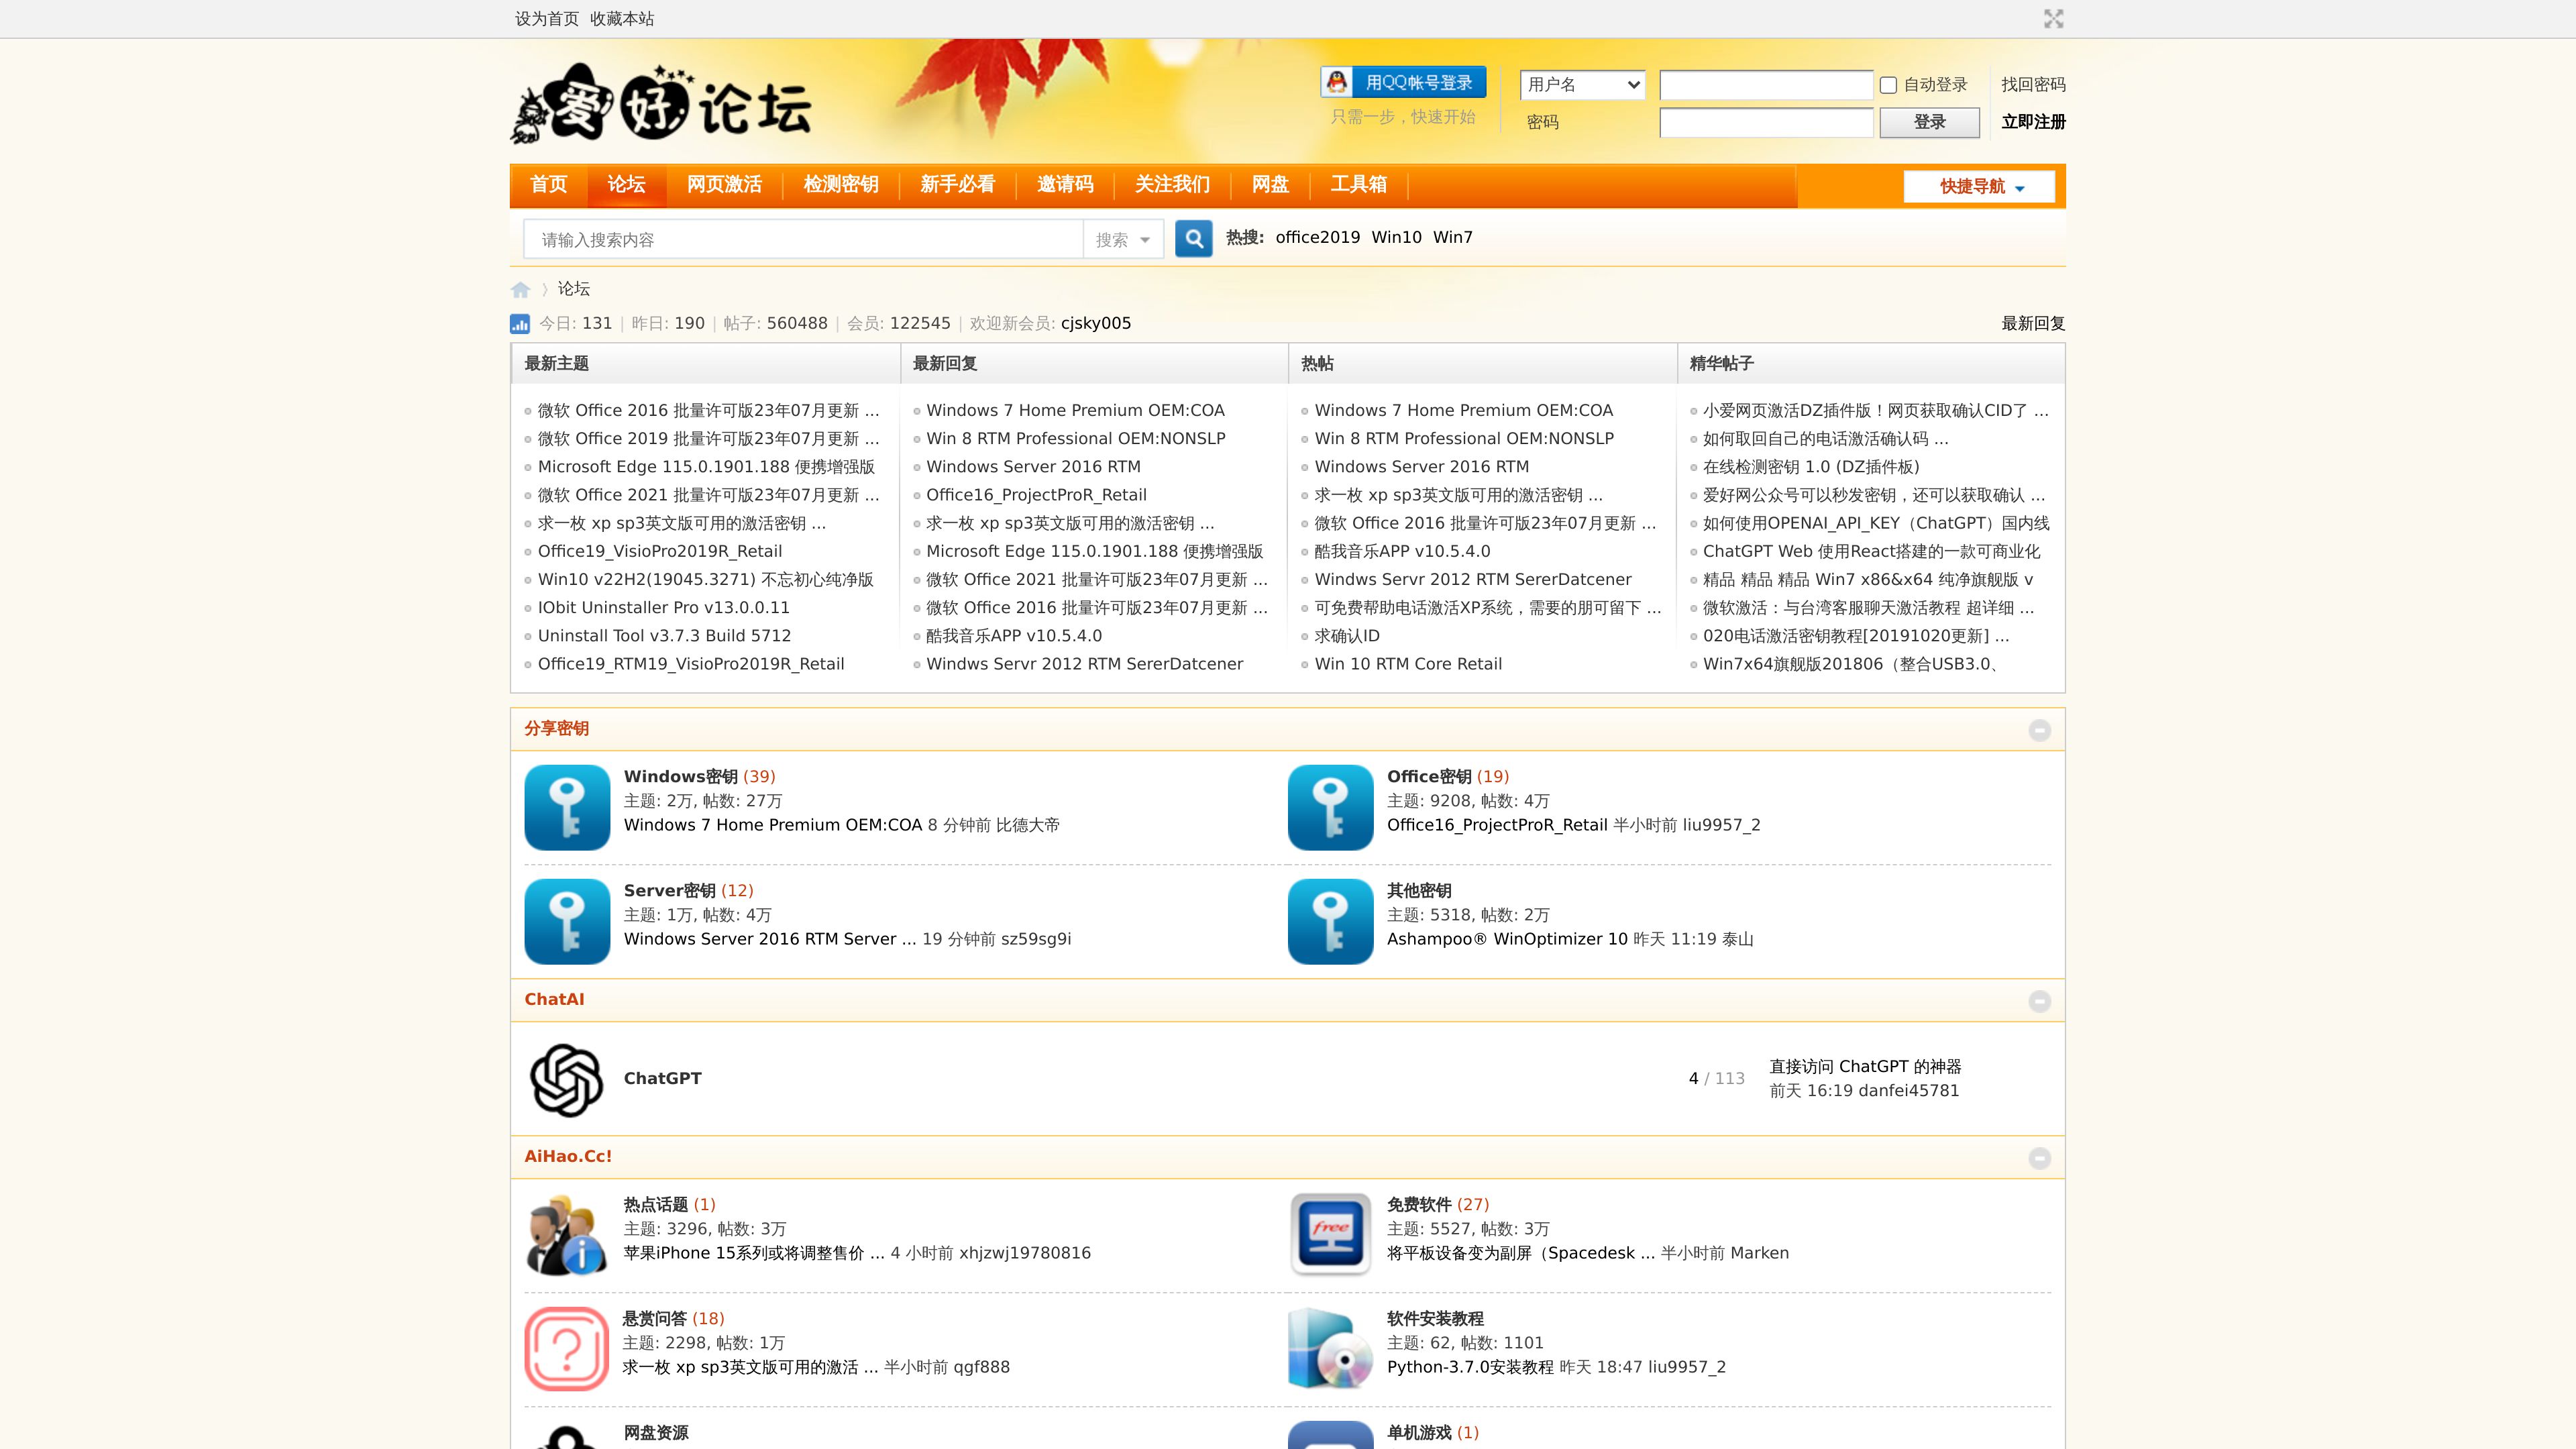 设为首页 收藏本站
爱好论坛
用QQ帐号登录
只需一步，快速开始
用户名
自动登录
找回密码
密码
登录
立即注册
首页
论坛
网页激活
检测密钥
新手必看
邀请码
关注我们
网盘
工具箱
快捷导航
请输入搜索内容
搜索
热搜: office2019 Win10 Win7
论坛
今日: 131 | 昨日: 190 | 帖子: 560488 | 会员: 122545 | 欢迎新会员: cjsky005
最新回复
最新主题
微软 Office 2016 批量许可版23年07月更新 ...
微软 Office 2019 批量许可版23年07月更新 ...
Microsoft Edge 115.0.1901.188 便携增强版
微软 Office 2021 批量许可版23年07月更新 ...
求一枚 xp sp3英文版可用的激活密钥 ...
Office19_VisioPro2019R_Retail
Win10 v22H2(19045.3271) 不忘初心纯净版
IObit Uninstaller Pro v13.0.0.11
Uninstall Tool v3.7.3 Build 5712
Office19_RTM19_VisioPro2019R_Retail
最新回复
Windows 7 Home Premium OEM:COA
Win 8 RTM Professional OEM:NONSLP
Windows Server 2016 RTM
Office16_ProjectProR_Retail
求一枚 xp sp3英文版可用的激活密钥 ...
Microsoft Edge 115.0.1901.188 便携增强版
微软 Office 2021 批量许可版23年07月更新 ...
微软 Office 2016 批量许可版23年07月更新 ...
酷我音乐APP v10.5.4.0
Windws Servr 2012 RTM SererDatcener
热帖
Windows 7 Home Premium OEM:COA
Win 8 RTM Professional OEM:NONSLP
Windows Server 2016 RTM
求一枚 xp sp3英文版可用的激活密钥 ...
微软 Office 2016 批量许可版23年07月更新 ...
酷我音乐APP v10.5.4.0
Windws Servr 2012 RTM SererDatcener
可免费帮助电话激活XP系统，需要的朋可留下 ...
求确认ID
Win 10 RTM Core Retail
精华帖子
小爱网页激活DZ插件版！网页获取确认CID了 ...
如何取回自己的电话激活确认码 ...
在线检测密钥 1.0 (DZ插件板)
爱好网公众号可以秒发密钥，还可以获取确认 ...
如何使用OPENAI_API_KEY（ChatGPT）国内线
ChatGPT Web 使用React搭建的一款可商业化
精品 精品 精品 Win7 x86&x64 纯净旗舰版 v
微软激活：与台湾客服聊天激活教程 超详细 ...
020电话激活密钥教程[20191020更新] ...
Win7x64旗舰版201806（整合USB3.0、
分享密钥
Windows密钥 (39)
主题: 2万, 帖数: 27万
Windows 7 Home Premium OEM:COA 8 分钟前 比德大帝
Office密钥 (19)
主题: 9208, 帖数: 4万
Office16_ProjectProR_Retail 半小时前 liu9957_2
Server密钥 (12)
主题: 1万, 帖数: 4万
Windows Server 2016 RTM Server ... 19 分钟前 sz59sg9i
其他密钥
主题: 5318, 帖数: 2万
Ashampoo® WinOptimizer 10 昨天 11:19 泰山
ChatAI
ChatGPT
4 / 113
直接访问 ChatGPT 的神器
前天 16:19 danfei45781
AiHao.Cc!
热点话题 (1)
主题: 3296, 帖数: 3万
苹果iPhone 15系列或将调整售价 ... 4 小时前 xhjzwj19780816
free
免费软件 (27)
主题: 5527, 帖数: 3万
将平板设备变为副屏（Spacedesk ... 半小时前 Marken
悬赏问答 (18)
主题: 2298, 帖数: 1万
求一枚 xp sp3英文版可用的激活 ... 半小时前 qgf888
软件安装教程
主题: 62, 帖数: 1101
Python-3.7.0安装教程 昨天 18:47 liu9957_2
网盘资源
单机游戏 (1)